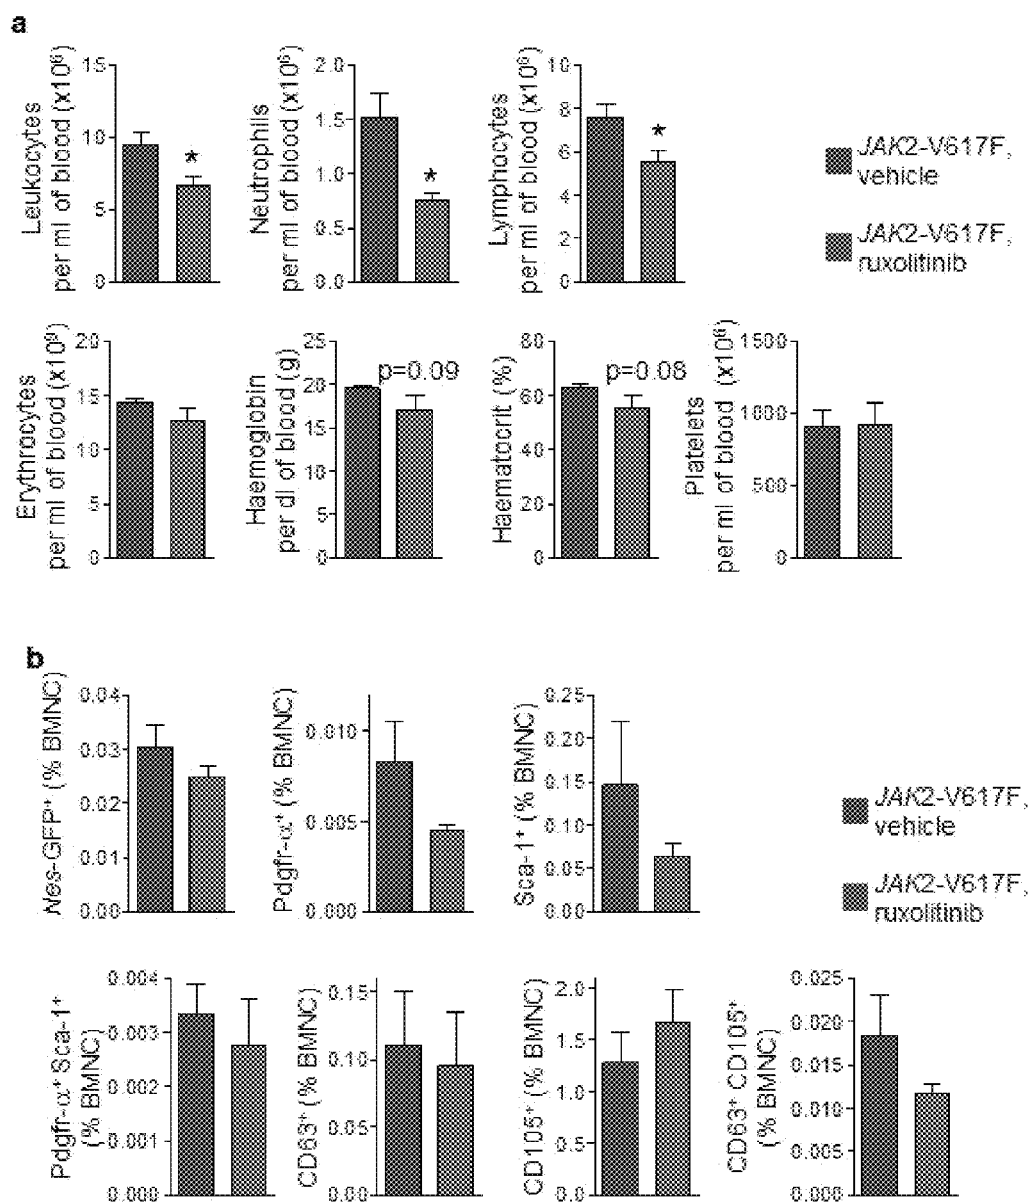 a
Leukocytes
per ml of blood (x10⁶)
15
10
5
0
*
Neutrophils
per ml of blood (x10⁶)
2.0
1.5
1.0
0.5
0.0
*
Lymphocytes
per ml of blood (x10⁶)
10
8
6
4
2
0
*
JAK2-V617F,
vehicle
JAK2-V617F,
ruxolitinib
Erythrocytes
per ml of blood (x10⁹)
20
15
10
5
0
Haemoglobin
per dl of blood (g)
25
20
15
10
5
0
p=0.09
Haematocrit (%)
80
60
40
20
0
p=0.08
Platelets
per ml of blood (x10⁶)
1500
1000
500
0
b
Nes-GFP⁺ (% BMNC)
0.04
0.03
0.02
0.01
0.00
Pdgfr-α⁺ (% BMNC)
0.010
0.005
0.000
Sca-1⁺ (% BMNC)
0.25
0.20
0.15
0.10
0.05
0.00
JAK2-V617F,
vehicle
JAK2-V617F,
ruxolitinib
Pdgfr-α⁺ Sca-1⁺
(% BMNC)
0.004
0.003
0.002
0.001
0.000
CD63⁺ (% BMNC)
0.15
0.10
0.05
0.00
CD105⁺ (% BMNC)
2.0
1.5
1.0
0.5
0.0
CD63⁺ CD105⁺
(% BMNC)
0.025
0.020
0.015
0.010
0.005
0.000